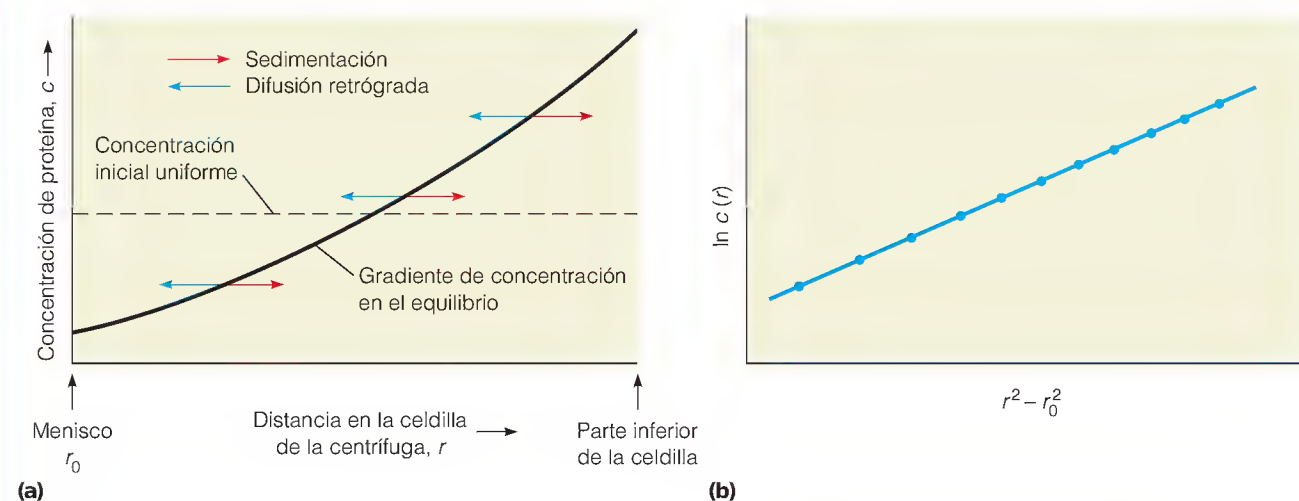 Concentración de proteína, c
Sedimentación
Difusión retrógrada
Concentración
inicial uniforme
Gradiente de concentración
en el equilibrio
Menisco
r₀
Distancia en la celdilla
de la centrífuga, r
Parte inferior
de la celdilla
(a)
ln c (r)
r² – r₀²
(b)